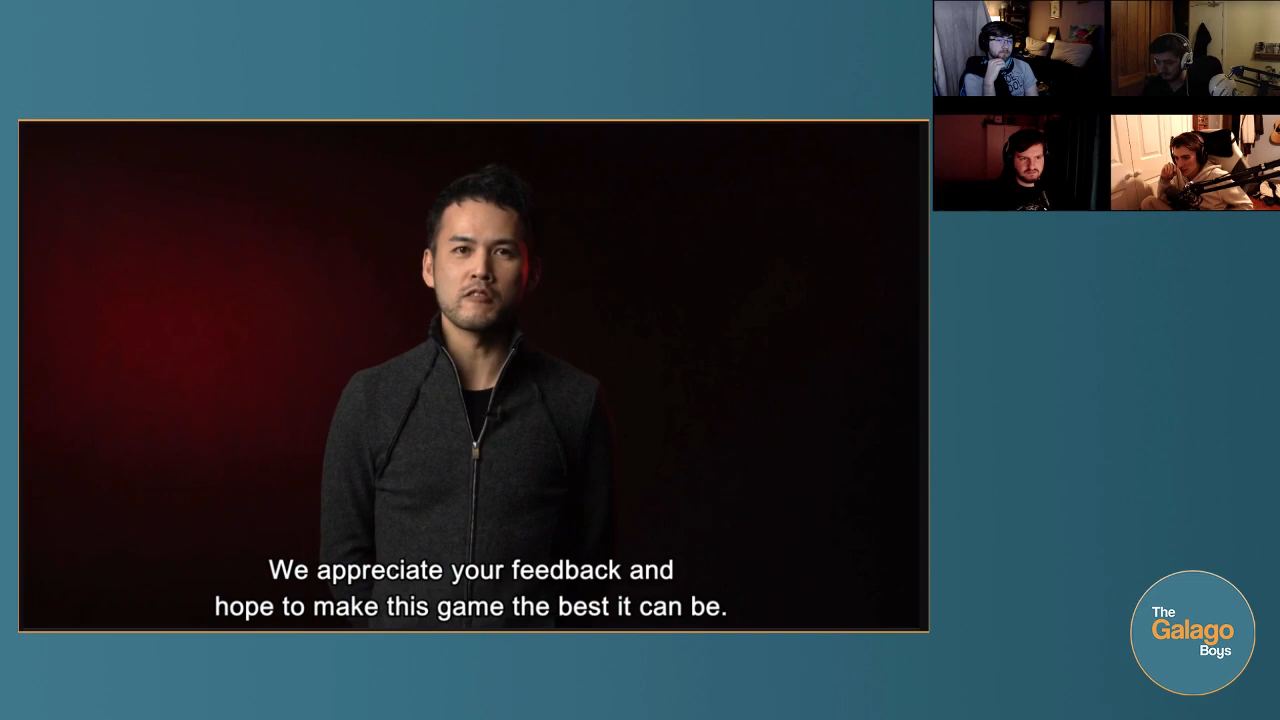 We appreciate your feedback and
hope to make this game the best it can be.
The
Galago
Boys